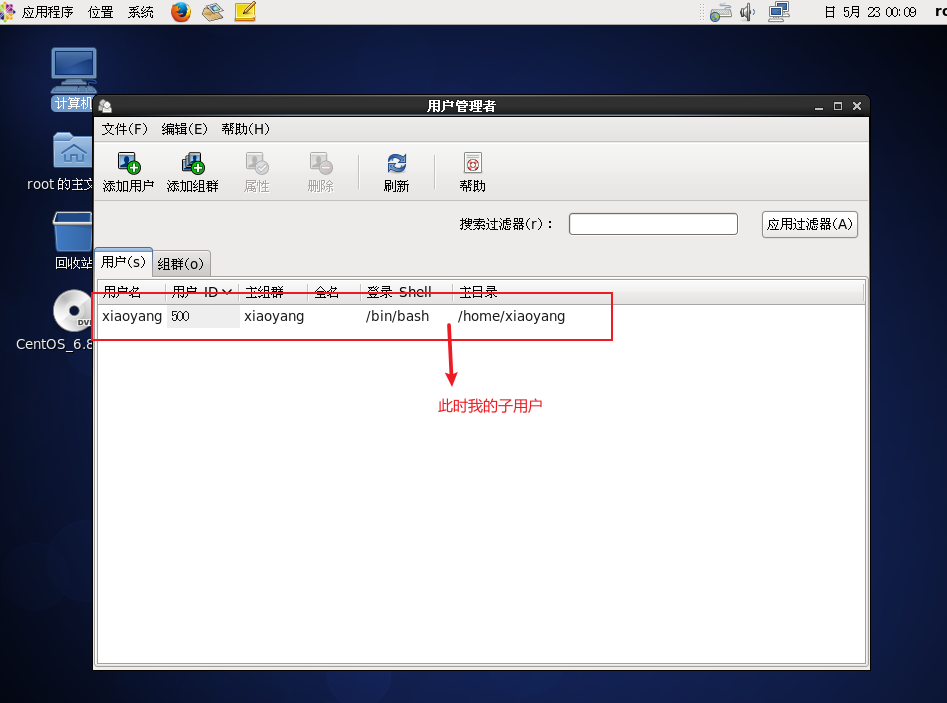 应用程序 位置 系统 日 5月 23 00:09
计算机
root 的主文
回收站
DV
CentOS_6.8
用户管理者
文件(F) 编辑(E) 帮助(H)
添加用户 添加组群 属性 删除 刷新 帮助
搜索过滤器(r)： 应用过滤器(A)
用户(s) 组群(o)
用户名 用户 ID 主组群 全名 登录 Shell 主目录
xiaoyang 500 xiaoyang /bin/bash /home/xiaoyang
此时我的子用户